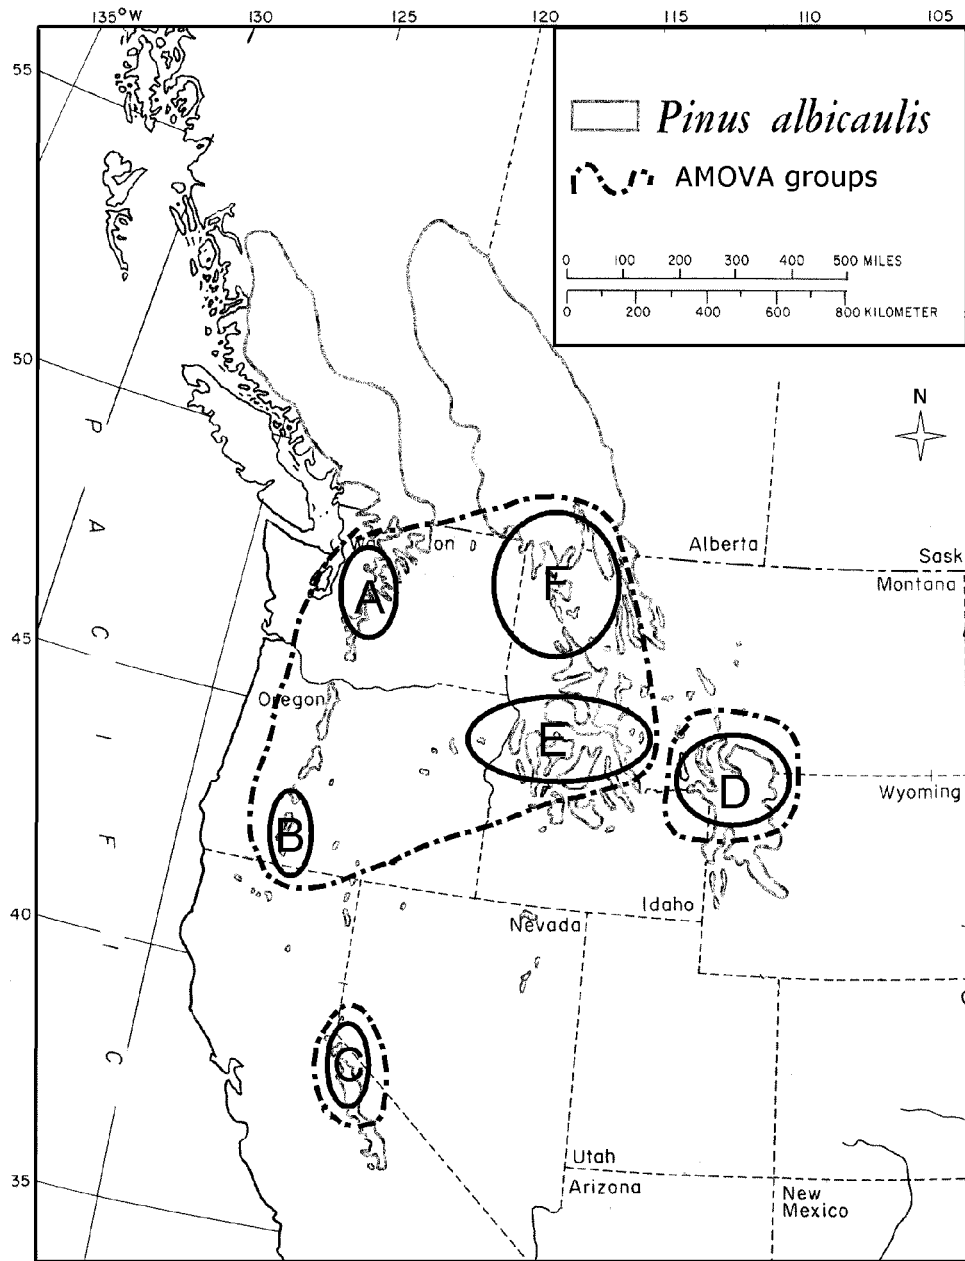 135°W 130 125 120 115 110 105
55
Pinus albicaulis
AMOVA groups
0 100 200 300 400 500 MILES
0 200 400 600 800 KILOMETER
50
N
PACIFIC
Alberta
Sask
Montana
A
F
45
Oregon
E
D
Wyoming
B
Idaho
40
Nevada
C
Utah
35
Arizona
New
Mexico